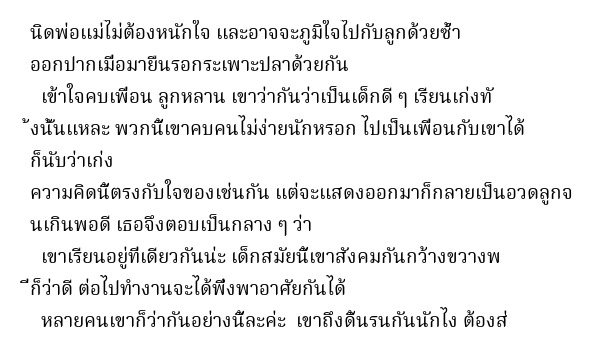 นิดพ่อแม่ไม่ต้องหนักใจ และอาจจะภูมิใจไปกับลูกด้วยซ้ำ
ออกปากเมื่อมายืนรอกระเพาะปลาด้วยกัน
เข้าใจคบเพื่อน ลูกหลาน เขาว่ากันว่าเป็นเด็กดี ๆ เรียนเก่งทั
้งนั้นแหละ พวกนี้เขาคบคนไม่ง่ายนักหรอก ไปเป็นเพื่อนกับเขาได้
ก็นับว่าเก่ง
ความคิดนี้ตรงกับใจของเช่นกัน แต่จะแสดงออกมาก็กลายเป็นอวดลูกจ
นเกินพอดี เธอจึงตอบเป็นกลาง ๆ ว่า
เขาเรียนอยู่ที่เดียวกันน่ะ เด็กสมัยนี้เขาสังคมกันกว้างขวางพ
ี่ก็ว่าดี ต่อไปทำงานจะได้พึ่งพาอาศัยกันได้
หลายคนเขาก็ว่ากันอย่างนี้ละค่ะ เขาถึงดิ้นรนกันนักไง ต้องส่